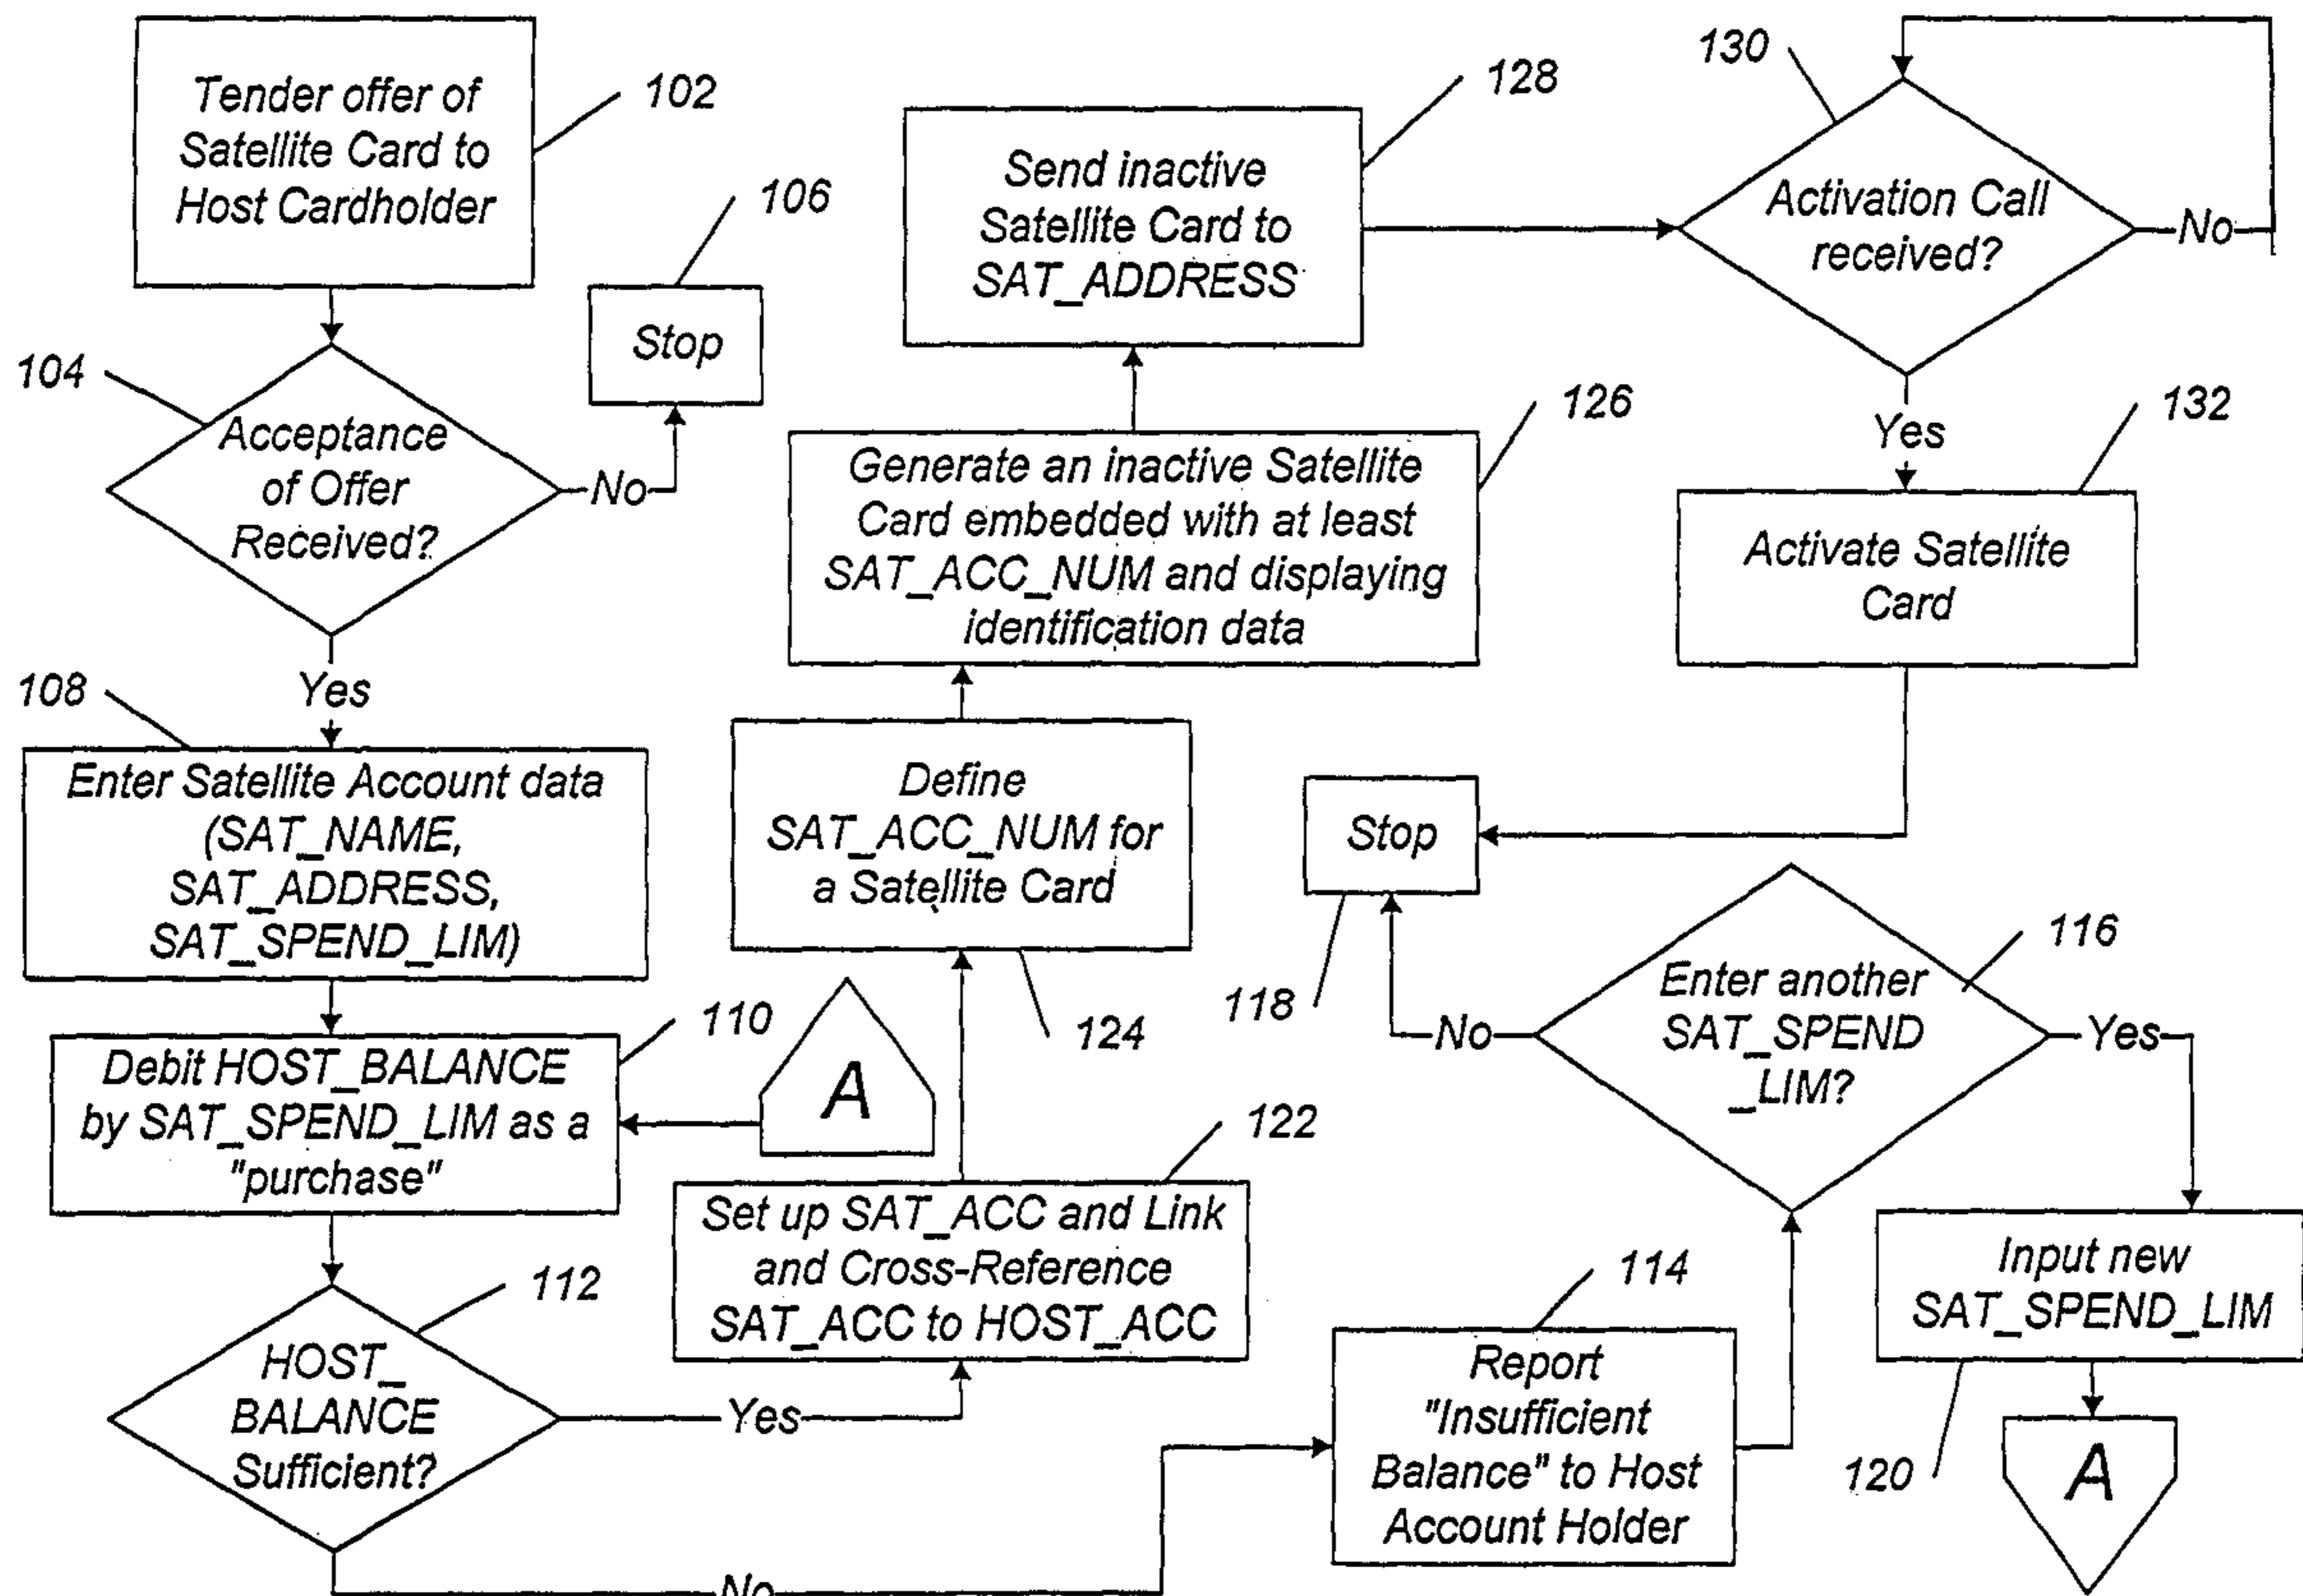 Tender offer of
Satellite Card to
Host Cardholder
102
104
Acceptance
of Offer
Received?
No
106
Stop
Yes
108
Enter Satellite Account data
(SAT_NAME,
SAT_ADDRESS,
SAT_SPEND_LIM)
110
Debit HOST_BALANCE
by SAT_SPEND_LIM as a
"purchase"
A
112
HOST_
BALANCE
Sufficient?
Yes
No
122
Set up SAT_ACC and Link
and Cross-Reference
SAT_ACC to HOST_ACC
124
Define
SAT_ACC_NUM for
a Satellite Card
126
Generate an inactive Satellite
Card embedded with at least
SAT_ACC_NUM and displaying
identification data
128
Send inactive
Satellite Card to
SAT_ADDRESS
130
Activation Call
received?
No
Yes
132
Activate Satellite
Card
Stop
118
114
Report
"Insufficient
Balance" to Host
Account Holder
116
Enter another
SAT_SPEND
_LIM?
No
Yes
Input new
SAT_SPEND_LIM
120
A